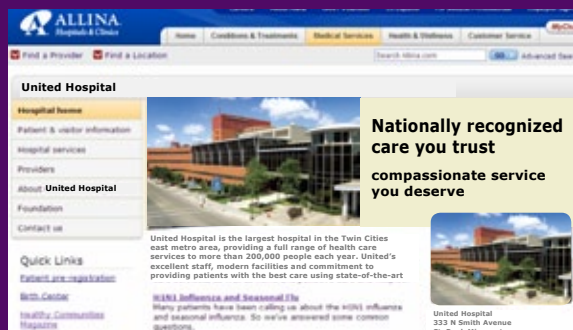 ALLINA
Hospitals & Clinics
Home Conditions & Treatments Medical Services Health & Wellness Customer Service
Find a Provider Find a Location
Search Allina.com GO Advanced
United Hospital
Hospital home
Patient & visitor information
Hospital services
Providers
About United Hospital
Foundation
Contact us
Nationally recognized
care you trust
compassionate service
you deserve
United Hospital is the largest hospital in the Twin Cities
east metro area, providing a full range of health care
services to more than 200,000 people each year. United's
excellent staff, modern facilities and commitment to
providing patients with the best care using state-of-the-art
Quick Links
Patient pre-registration
Birth Center
Healthy Communities
Magazine
H1N1 Influenza and Seasonal Flu
Many patients have been calling us about the H1N1 influenza
and seasonal influenza. So we've answered some common
questions.
United Hospital
333 N Smith Avenue